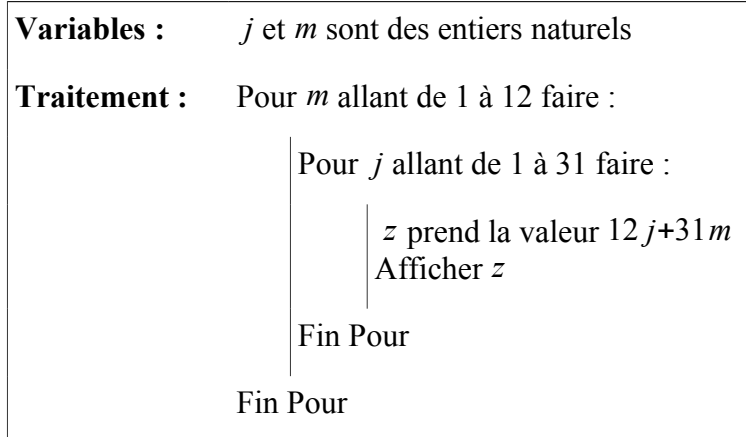 Variables : j et m sont des entiers naturels
Traitement : Pour m allant de 1 à 12 faire :
Pour j allant de 1 à 31 faire :
z prend la valeur 12 j+31m
Afficher z
Fin Pour
Fin Pour